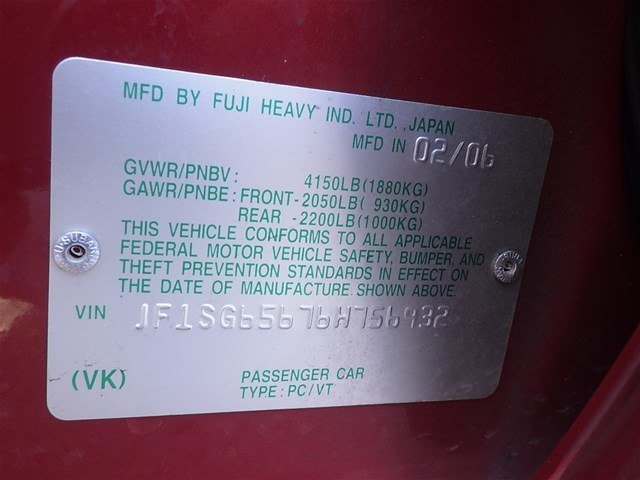 MFD BY FUJI HEAVY IND. LTD., JAPAN
MFD IN 02/06
GVWR/PNBV: 4150LB(1880KG)
GAWR/PNBE: FRONT-2050LB( 930KG)
REAR -2200LB(1000KG)
THIS VEHICLE CONFORMS TO ALL APPLICABLE
FEDERAL MOTOR VEHICLE SAFETY, BUMPER, AND
THEFT PREVENTION STANDARDS IN EFFECT ON
THE DATE OF MANUFACTURE SHOWN ABOVE.
VIN JF1SG65676H756932
(VK) PASSENGER CAR
TYPE: PC/VT